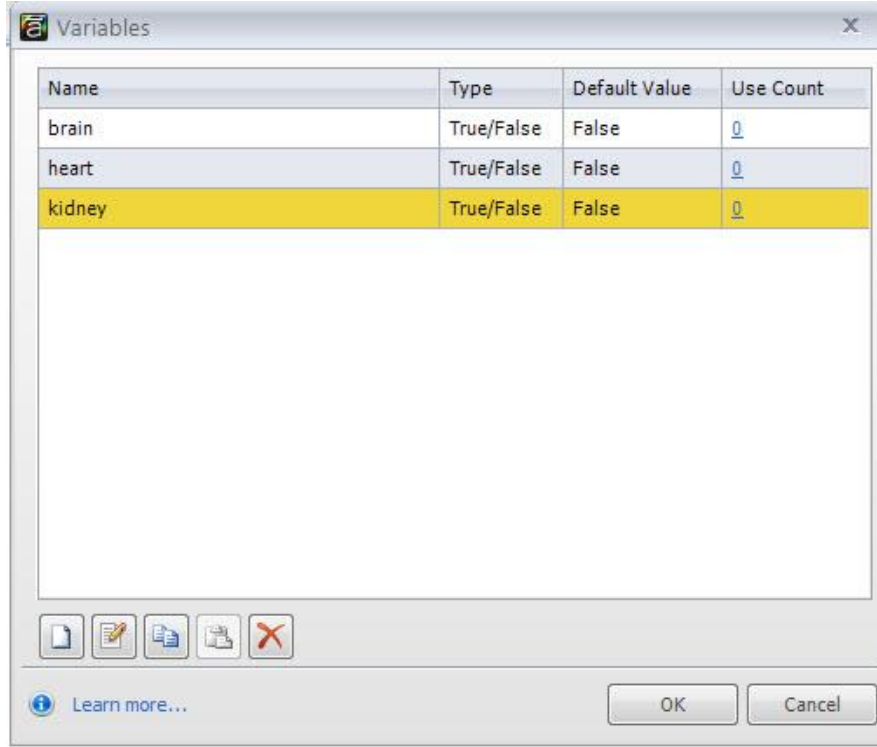 Variables
Name Type Default Value Use Count
brain True/False False 0
heart True/False False 0
kidney True/False False 0
Learn more...
OK Cancel